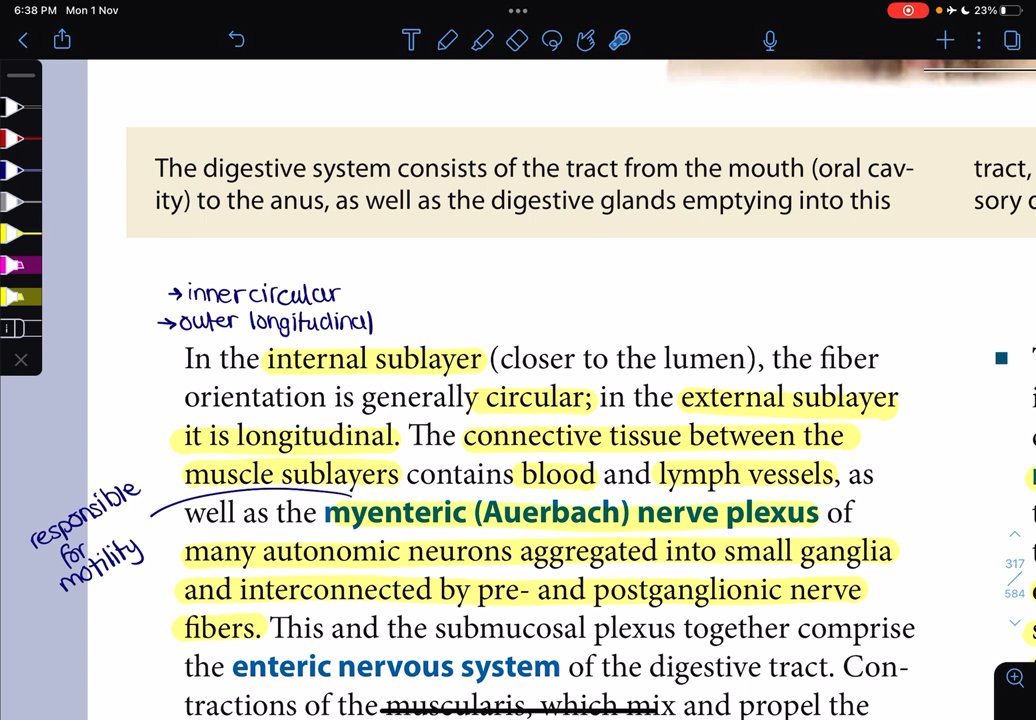 6:38 PM Mon 1 Nov
23%
The digestive system consists of the tract from the mouth (oral cav-
ity) to the anus, as well as the digestive glands emptying into this
tract,
sory
→ inner circular
→ outer longitudinal
In the internal sublayer (closer to the lumen), the fiber
orientation is generally circular; in the external sublayer
it is longitudinal. The connective tissue between the
muscle sublayers contains blood and lymph vessels, as
well as the myenteric (Auerbach) nerve plexus of
many autonomic neurons aggregated into small ganglia
and interconnected by pre- and postganglionic nerve
fibers. This and the submucosal plexus together comprise
the enteric nervous system of the digestive tract. Con-
tractions of the muscularis, which mix and propel the
responsible
for
motility
317
584